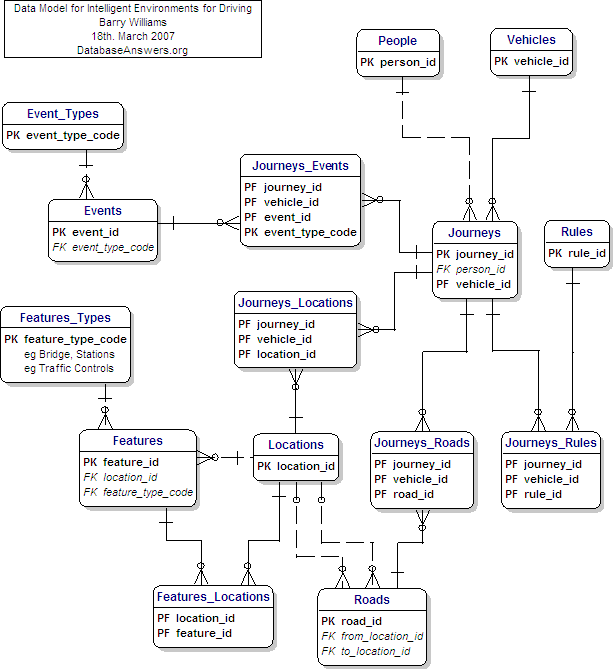 Data Model for Intelligent Environments for Driving
Barry Williams
18th. March 2007
DatabaseAnswers.org
People
PK person_id
Vehicles
PK vehicle_id
Event_Types
PK event_type_code
Journeys_Events
PF journey_id
PF vehicle_id
PF event_id
PK event_type_code
Events
PK event_id
FK event_type_code
Journeys
PK journey_id
FK person_id
PF vehicle_id
Rules
PK rule_id
Journeys_Locations
PF journey_id
PF vehicle_id
PF location_id
Features_Types
PK feature_type_code
eg Bridge, Stations
eg Traffic Controls
Features
PK feature_id
FK location_id
FK feature_type_code
Locations
PK location_id
Journeys_Roads
PF journey_id
PF vehicle_id
PF road_id
Journeys_Rules
PF journey_id
PF vehicle_id
PF rule_id
Features_Locations
PF location_id
PF feature_id
Roads
PK road_id
FK from_location_id
FK to_location_id